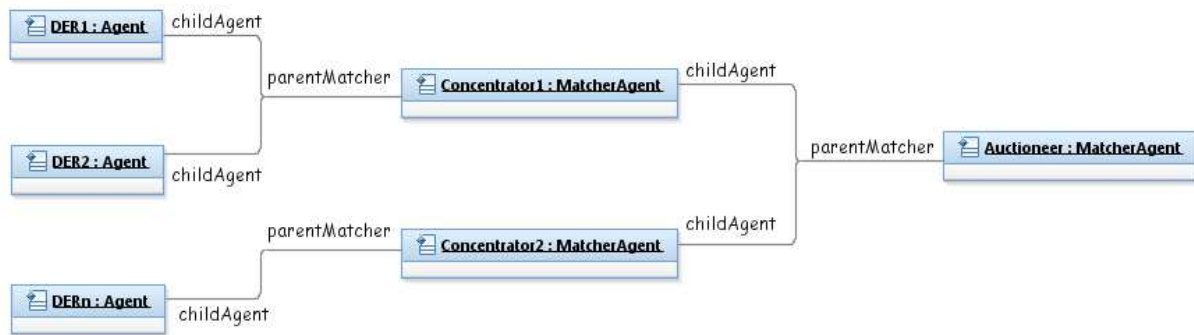 DER1 : Agent
childAgent
parentMatcher
DER2 : Agent
childAgent
Concentrator1 : MatcherAgent
childAgent
parentMatcher
Auctioneer : MatcherAgent
parentMatcher
Concentrator2 : MatcherAgent
childAgent
DERn : Agent
childAgent